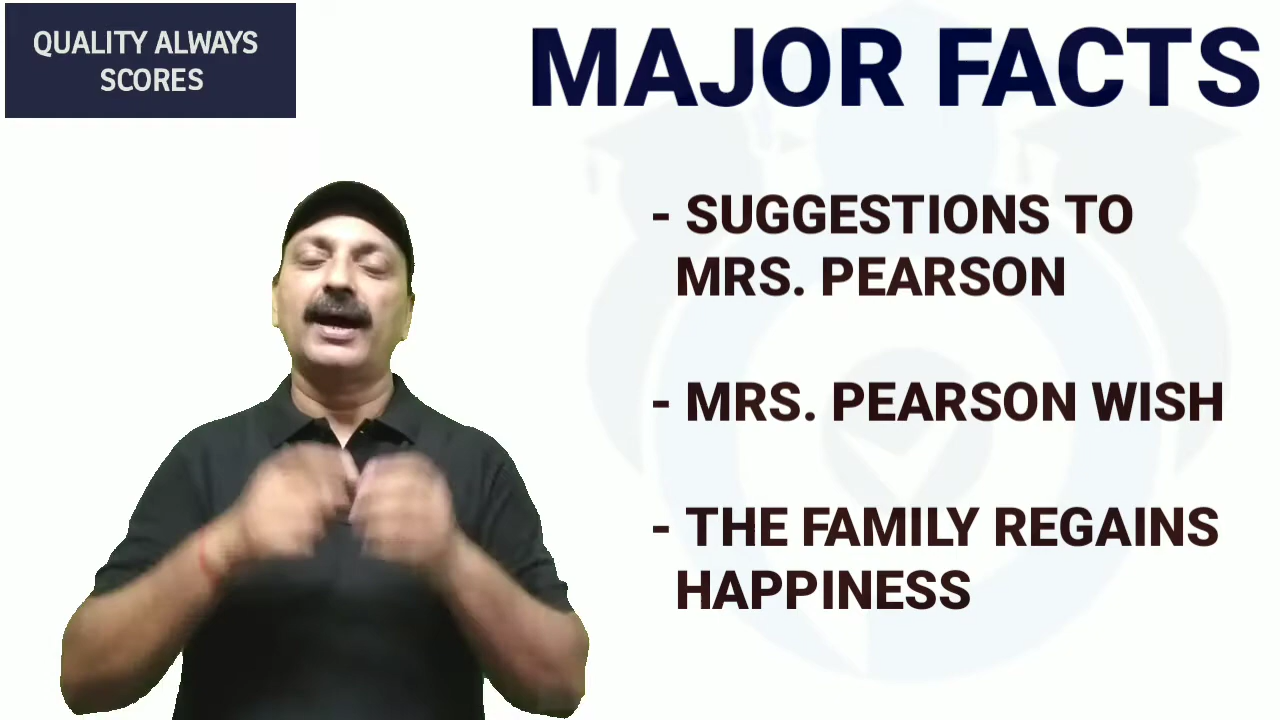 QUALITY ALWAYS
SCORES
MAJOR FACTS
- SUGGESTIONS TO
MRS. PEARSON
- MRS. PEARSON WISH
- THE FAMILY REGAINS
HAPPINESS